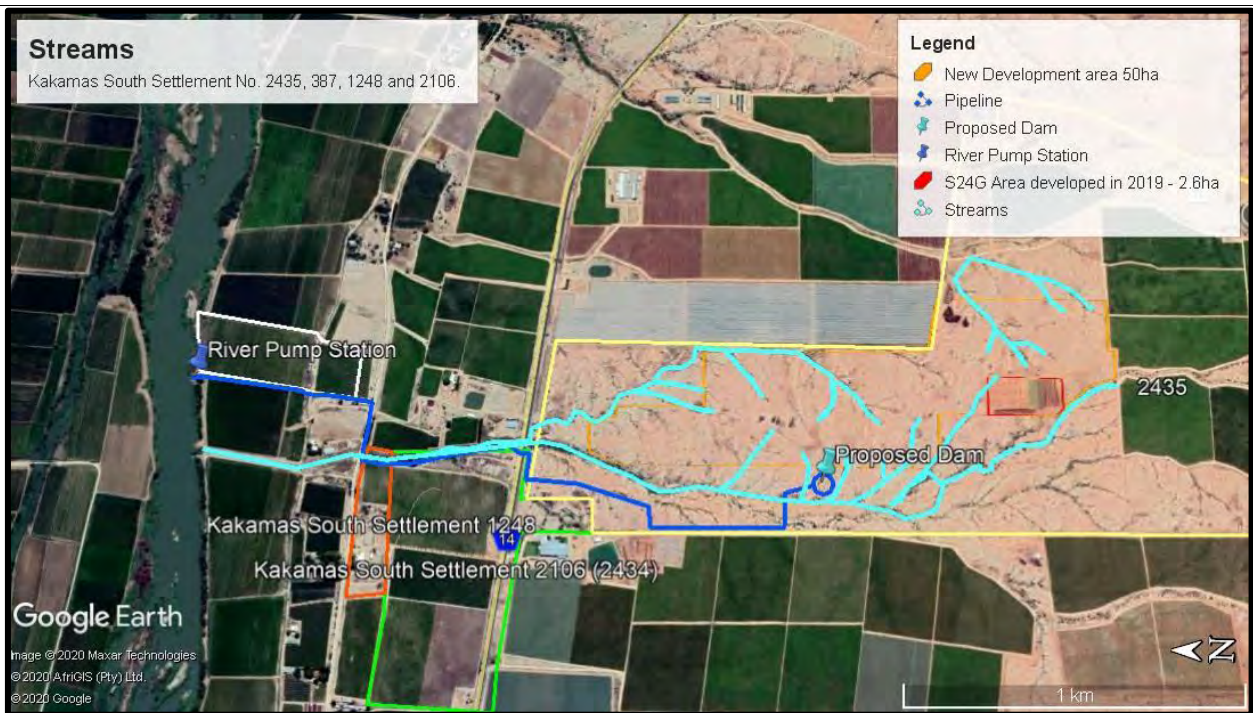 Streams
Kakamas South Settlement No. 2435, 387, 1248 and 2106.
Legend
New Development area 50ha
Pipeline
Proposed Dam
River Pump Station
S24G Area developed in 2019 - 2.6ha
Streams
River Pump Station
2435
Proposed Dam
Kakamas South Settlement 1248
14
Kakamas South Settlement 2106 (2434)
Google Earth
Image © 2020 Maxar Technologies
© 2020 AfriGIS (Pty) Ltd.
© 2020 Google
N
1 km